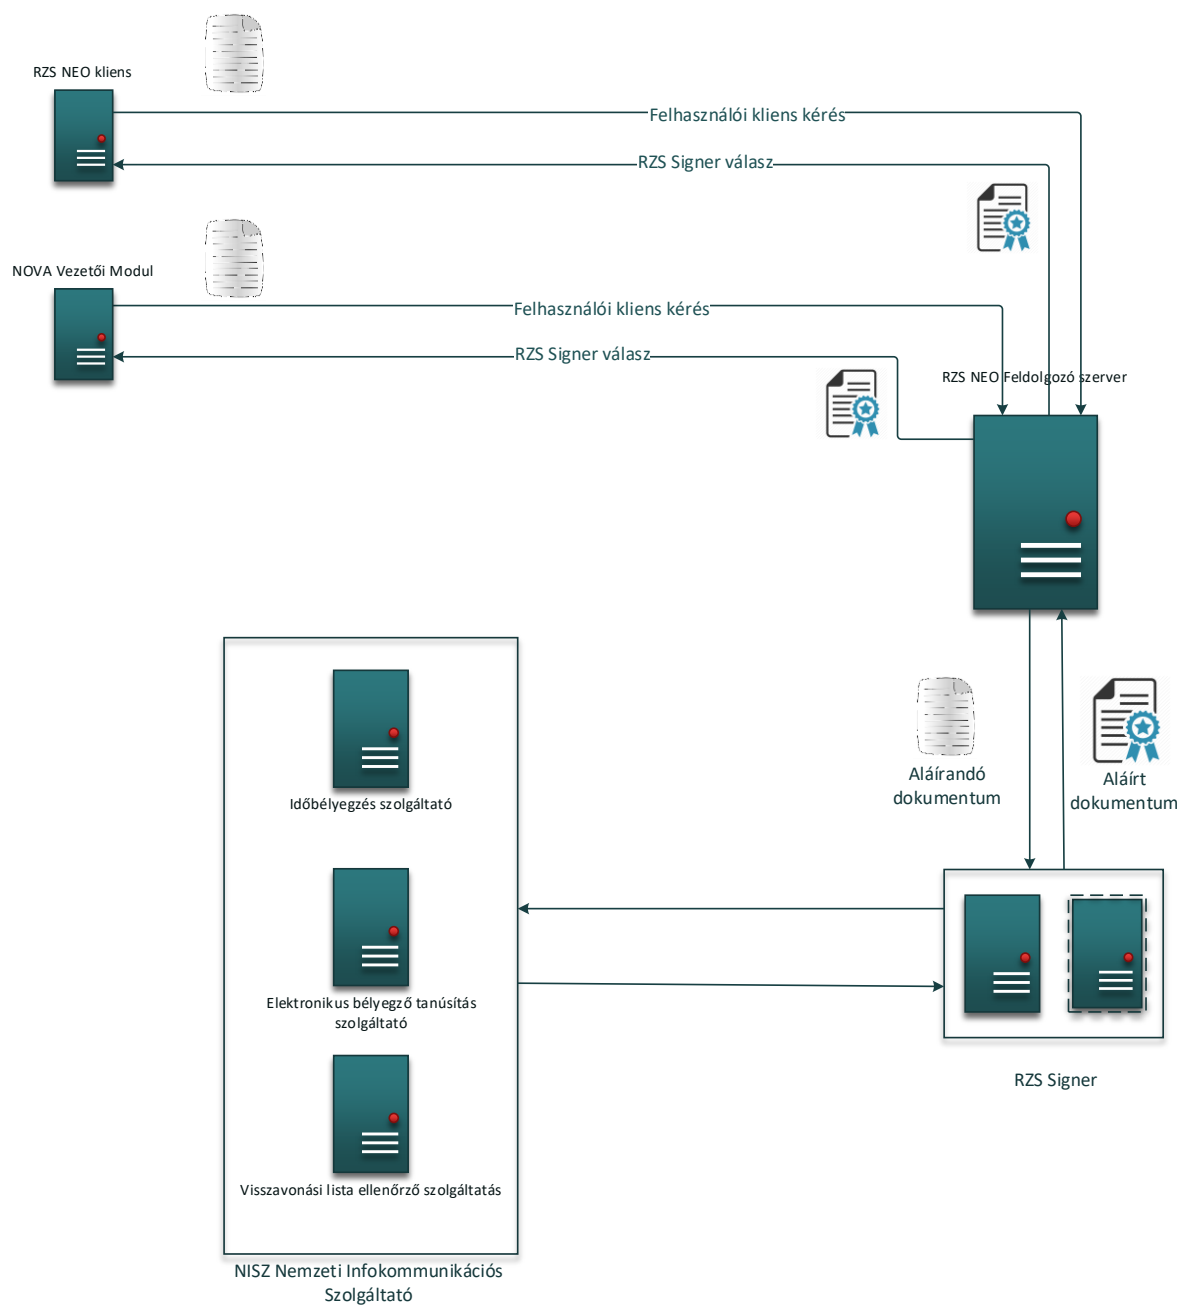 RZS NEO kliens
Felhasználói kliens kérés
RZS Signer válasz
NOVA Vezetői Modul
Felhasználói kliens kérés
RZS Signer válasz
RZS NEO Feldolgozó szerver
Aláírandó
dokumentum
Aláírt
dokumentum
Időbélyegzés szolgáltató
Elektronikus bélyegző tanúsítás
szolgáltató
RZS Signer
Visszavonási lista ellenőrző szolgáltatás
NISZ Nemzeti Infokommunikációs
Szolgáltató